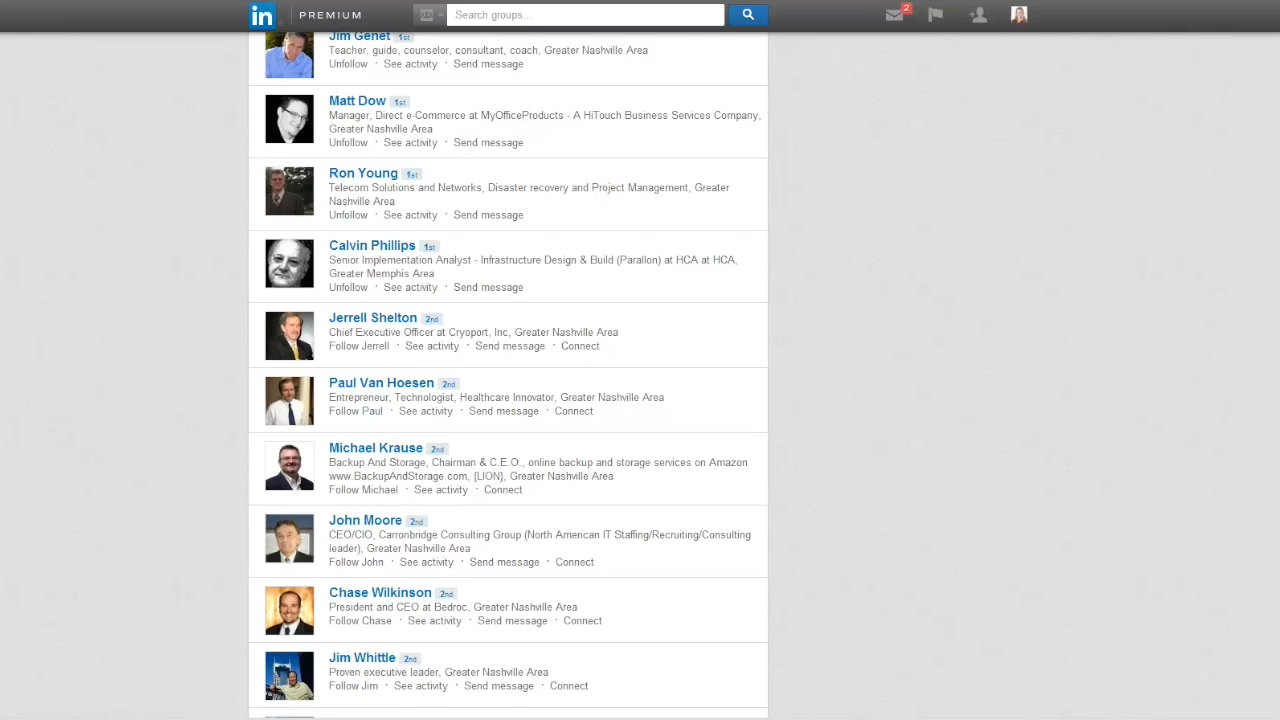 in PREMIUM Search groups... 2
Jim Genet 1st
Teacher, guide, counselor, consultant, coach, Greater Nashville Area
Unfollow · See activity · Send message
Matt Dow 1st
Manager, Direct e-Commerce at MyOfficeProducts - A HiTouch Business Services Company,
Greater Nashville Area
Unfollow · See activity · Send message
Ron Young 1st
Telecom Solutions and Networks, Disaster recovery and Project Management, Greater
Nashville Area
Unfollow · See activity · Send message
Calvin Phillips 1st
Senior Implementation Analyst - Infrastructure Design & Build (Parallon) at HCA at HCA,
Greater Memphis Area
Unfollow · See activity · Send message
Jerrell Shelton 2nd
Chief Executive Officer at Cryoport, Inc, Greater Nashville Area
Follow Jerrell · See activity · Send message · Connect
Paul Van Hoesen 2nd
Entrepreneur, Technologist, Healthcare Innovator, Greater Nashville Area
Follow Paul · See activity · Send message · Connect
Michael Krause 2nd
Backup And Storage, Chairman & C.E.O., online backup and storage services on Amazon
www.BackupAndStorage.com, [LION], Greater Nashville Area
Follow Michael · See activity · Connect
John Moore 2nd
CEO/CIO, Carronbridge Consulting Group (North American IT Staffing/Recruiting/Consulting
leader), Greater Nashville Area
Follow John · See activity · Send message · Connect
Chase Wilkinson 2nd
President and CEO at Bedroc, Greater Nashville Area
Follow Chase · See activity · Send message · Connect
Jim Whittle 2nd
Proven executive leader, Greater Nashville Area
Follow Jim · See activity · Send message · Connect